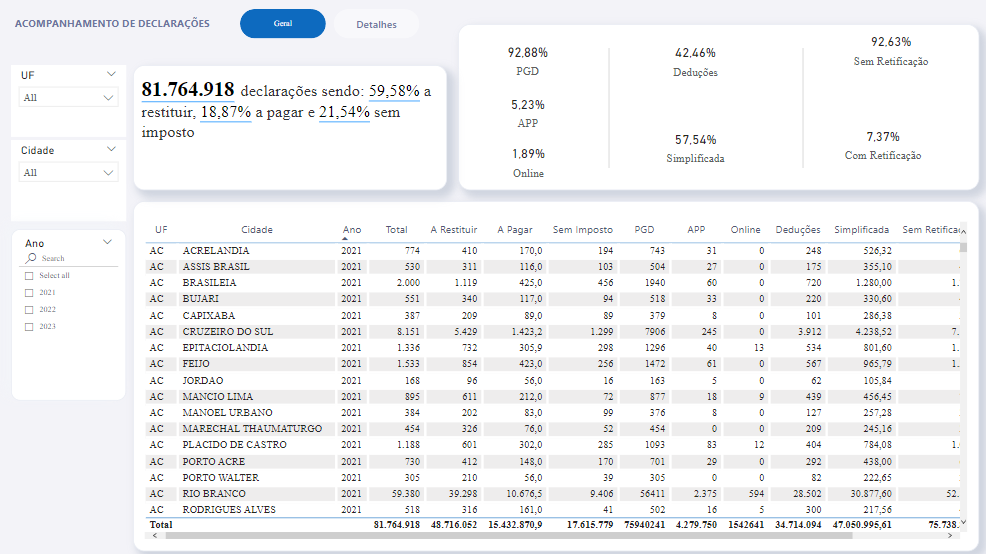 ACOMPANHAMENTO DE DECLARAÇÕES
Geral
Detalhes
UF
All
Cidade
All
Ano
Search
Select all
2021
2022
2023
81.764.918 declarações sendo: 59,58% a
restituir, 18,87% a pagar e 21,54% sem
imposto
92,88%
PGD
5,23%
APP
1,89%
Online
42,46%
Deduções
57,54%
Simplificada
92,63%
Sem Retificação
7,37%
Com Retificação
UF Cidade Ano Total A Restituir A Pagar Sem Imposto PGD APP Online Deduções Simplificada Sem Retifica
AC ACRELANDIA 2021 774 410 170,0 194 743 31 0 248 526,32
AC ASSIS BRASIL 2021 530 311 116,0 103 504 27 0 175 355,10
AC BRASILEIA 2021 2.000 1.119 425,0 456 1940 60 0 720 1.280,00 1.
AC BUJARI 2021 551 340 117,0 94 518 33 0 220 330,60
AC CAPIXABA 2021 387 209 89,0 89 379 8 0 101 286,38
AC CRUZEIRO DO SUL 2021 8.151 5.429 1.423,2 1.299 7906 245 0 3.912 4.238,52 7.
AC EPITACIOLANDIA 2021 1.336 732 305,9 298 1296 40 13 534 801,60 1.
AC FEIJO 2021 1.533 854 423,0 256 1472 61 0 567 965,79 1.
AC JORDAO 2021 168 96 56,0 16 163 5 0 62 105,84
AC MANCIO LIMA 2021 895 611 212,0 72 877 18 9 439 456,45
AC MANOEL URBANO 2021 384 202 83,0 99 376 8 0 127 257,28
AC MARECHAL THAUMATURGO 2021 454 326 76,0 52 454 0 0 209 245,16
AC PLACIDO DE CASTRO 2021 1.188 601 302,0 285 1093 83 12 404 784,08 1.
AC PORTO ACRE 2021 730 412 148,0 170 701 29 0 292 438,00
AC PORTO WALTER 2021 305 210 56,0 39 305 0 0 82 222,65
AC RIO BRANCO 2021 59.380 39.298 10.676,5 9.406 56411 2.375 594 28.502 30.877,60 52.
AC RODRIGUES ALVES 2021 518 316 161,0 41 502 16 5 300 217,56
Total 81.764.918 48.716.052 15.432.870,9 17.615.779 75940241 4.279.750 1542641 34.714.094 47.050.995,61 75.738.